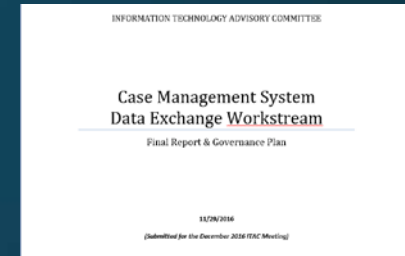 INFORMATION TECHNOLOGY ADVISORY COMMITTEE
Case Management System
Data Exchange Workstream
Final Report & Governance Plan
11/29/2016
(Submitted for the December 2016 ITAC Meeting)